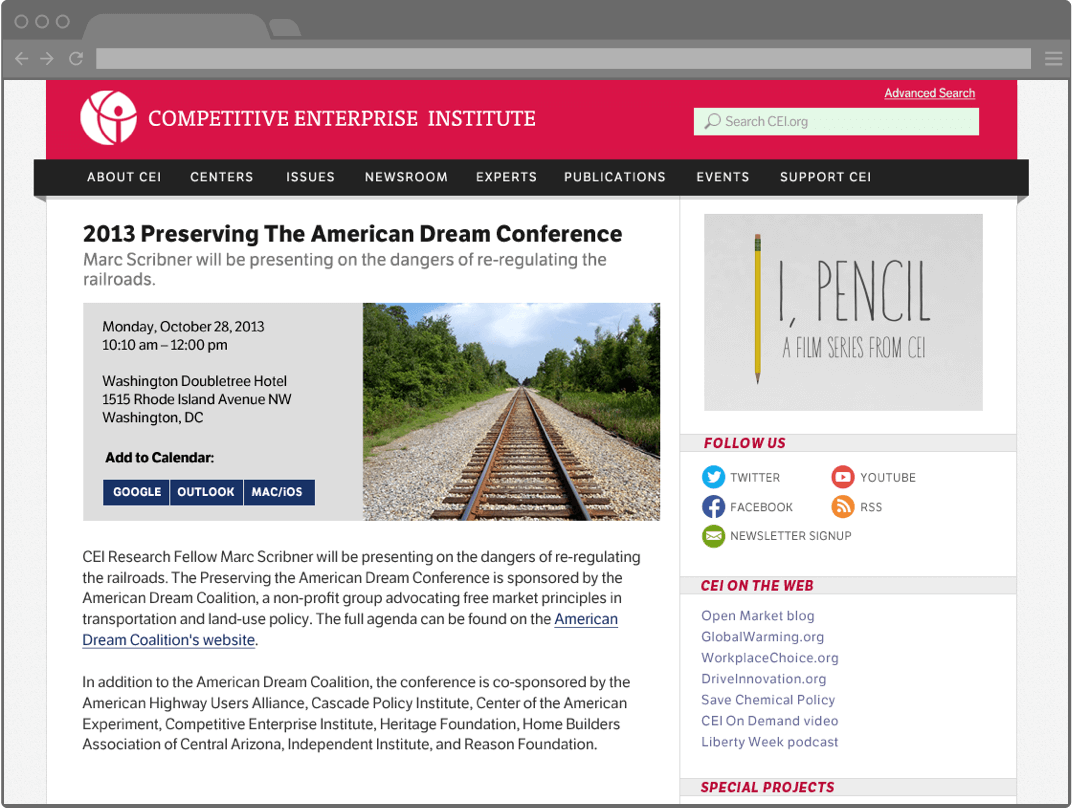 Advanced Search
COMPETITIVE ENTERPRISE INSTITUTE
Search CEI.org
ABOUT CEI CENTERS ISSUES NEWSROOM EXPERTS PUBLICATIONS EVENTS SUPPORT CEI
2013 Preserving The American Dream Conference
Marc Scribner will be presenting on the dangers of re-regulating the
railroads.
Monday, October 28, 2013
10:10 am – 12:00 pm
Washington Doubletree Hotel
1515 Rhode Island Avenue NW
Washington, DC
Add to Calendar:
GOOGLE OUTLOOK MAC/iOS
CEI Research Fellow Marc Scribner will be presenting on the dangers of re-regulating
the railroads. The Preserving the American Dream Conference is sponsored by the
American Dream Coalition, a non-profit group advocating free market principles in
transportation and land-use policy. The full agenda can be found on the American
Dream Coalition's website.
In addition to the American Dream Coalition, the conference is co-sponsored by the
American Highway Users Alliance, Cascade Policy Institute, Center of the American
Experiment, Competitive Enterprise Institute, Heritage Foundation, Home Builders
Association of Central Arizona, Independent Institute, and Reason Foundation.
I, PENCIL
A FILM SERIES FROM CEI
FOLLOW US
TWITTER YOUTUBE
FACEBOOK RSS
NEWSLETTER SIGNUP
CEI ON THE WEB
Open Market blog
GlobalWarming.org
WorkplaceChoice.org
DriveInnovation.org
Save Chemical Policy
CEI On Demand video
Liberty Week podcast
SPECIAL PROJECTS